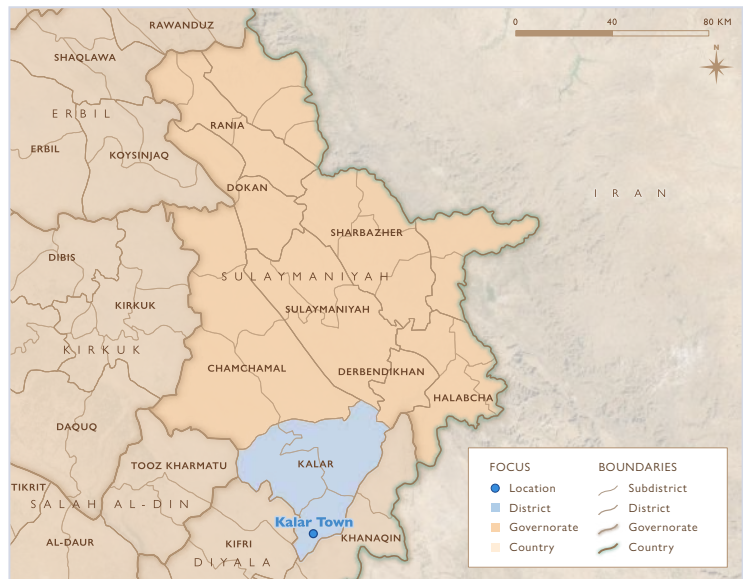 RAWANDUZ
0 40 80 KM
SHAQLAWA
N
ERBIL
RANIA
ERBIL
KOYSINJAQ
DOKAN
IRAN
SHARBAZHER
DIBIS
SULAYMANIYAH
KIRKUK
SULAYMANIYAH
KIRKUK
CHAMCHAMAL
DERBENDIKHAN
HALABCHA
DAQUQ
TOOZ KHARMATU
KALAR
TIKRIT
SALAH AL-DIN
Kalar Town
AL-DAUR
KIFRI
KHANAQIN
DIYALA
FOCUS
Location
District
Governorate
Country
BOUNDARIES
Subdistrict
District
Governorate
Country